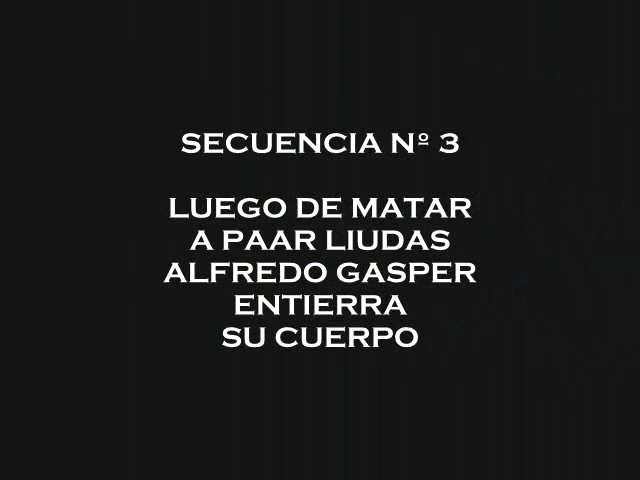 SECUENCIA Nº 3
LUEGO DE MATAR
A PAAR LIUDAS
ALFREDO GASPER
ENTIERRA
SU CUERPO